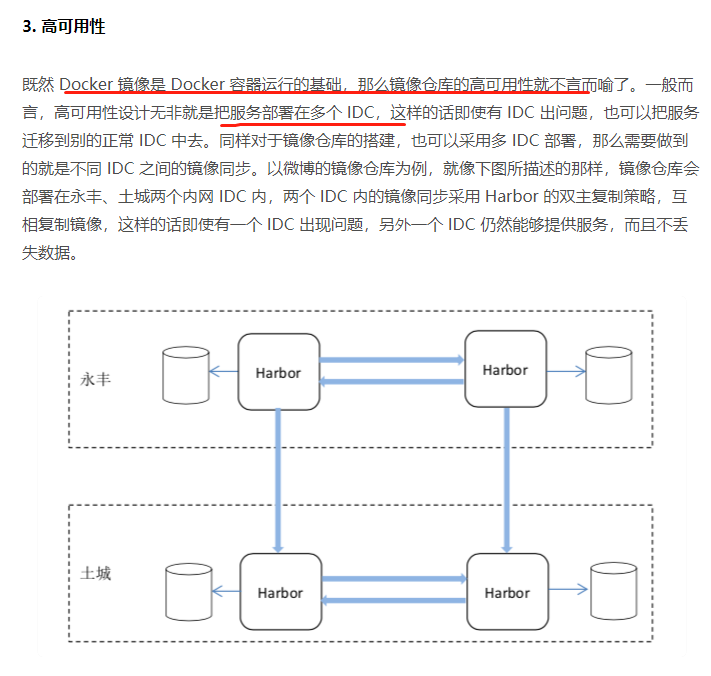 3. 高可用性
既然 Docker 镜像是 Docker 容器运行的基础，那么镜像仓库的高可用性就不言而喻了。一般而
言，高可用性设计无非就是把服务部署在多个 IDC，这样的话即使有 IDC 出问题，也可以把服务
迁移到别的正常 IDC 中去。同样对于镜像仓库的搭建，也可以采用多 IDC 部署，那么需要做到
的就是不同 IDC 之间的镜像同步。以微博的镜像仓库为例，就像下图所描述的那样，镜像仓库会
部署在永丰、土城两个内网 IDC 内，两个 IDC 内的镜像同步采用 Harbor 的双主复制策略，互
相复制镜像，这样的话即使有一个 IDC 出现问题，另外一个 IDC 仍然能够提供服务，而且不丢
失数据。
永丰
Harbor
Harbor
土城
Harbor
Harbor